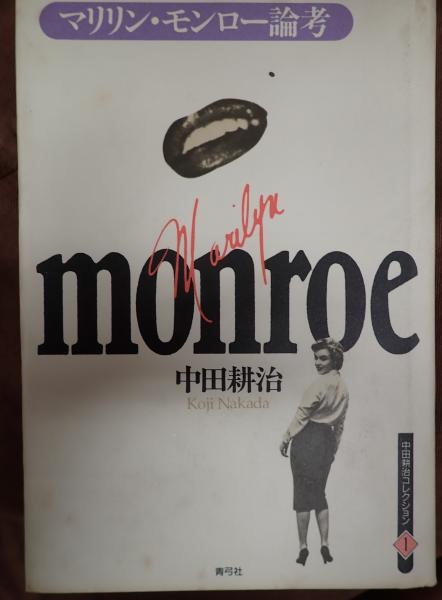 マリリン・モンロー論考
Marilyn
monroe
中田耕治
Koji Nakada
中田耕治コレクション
1
青弓社